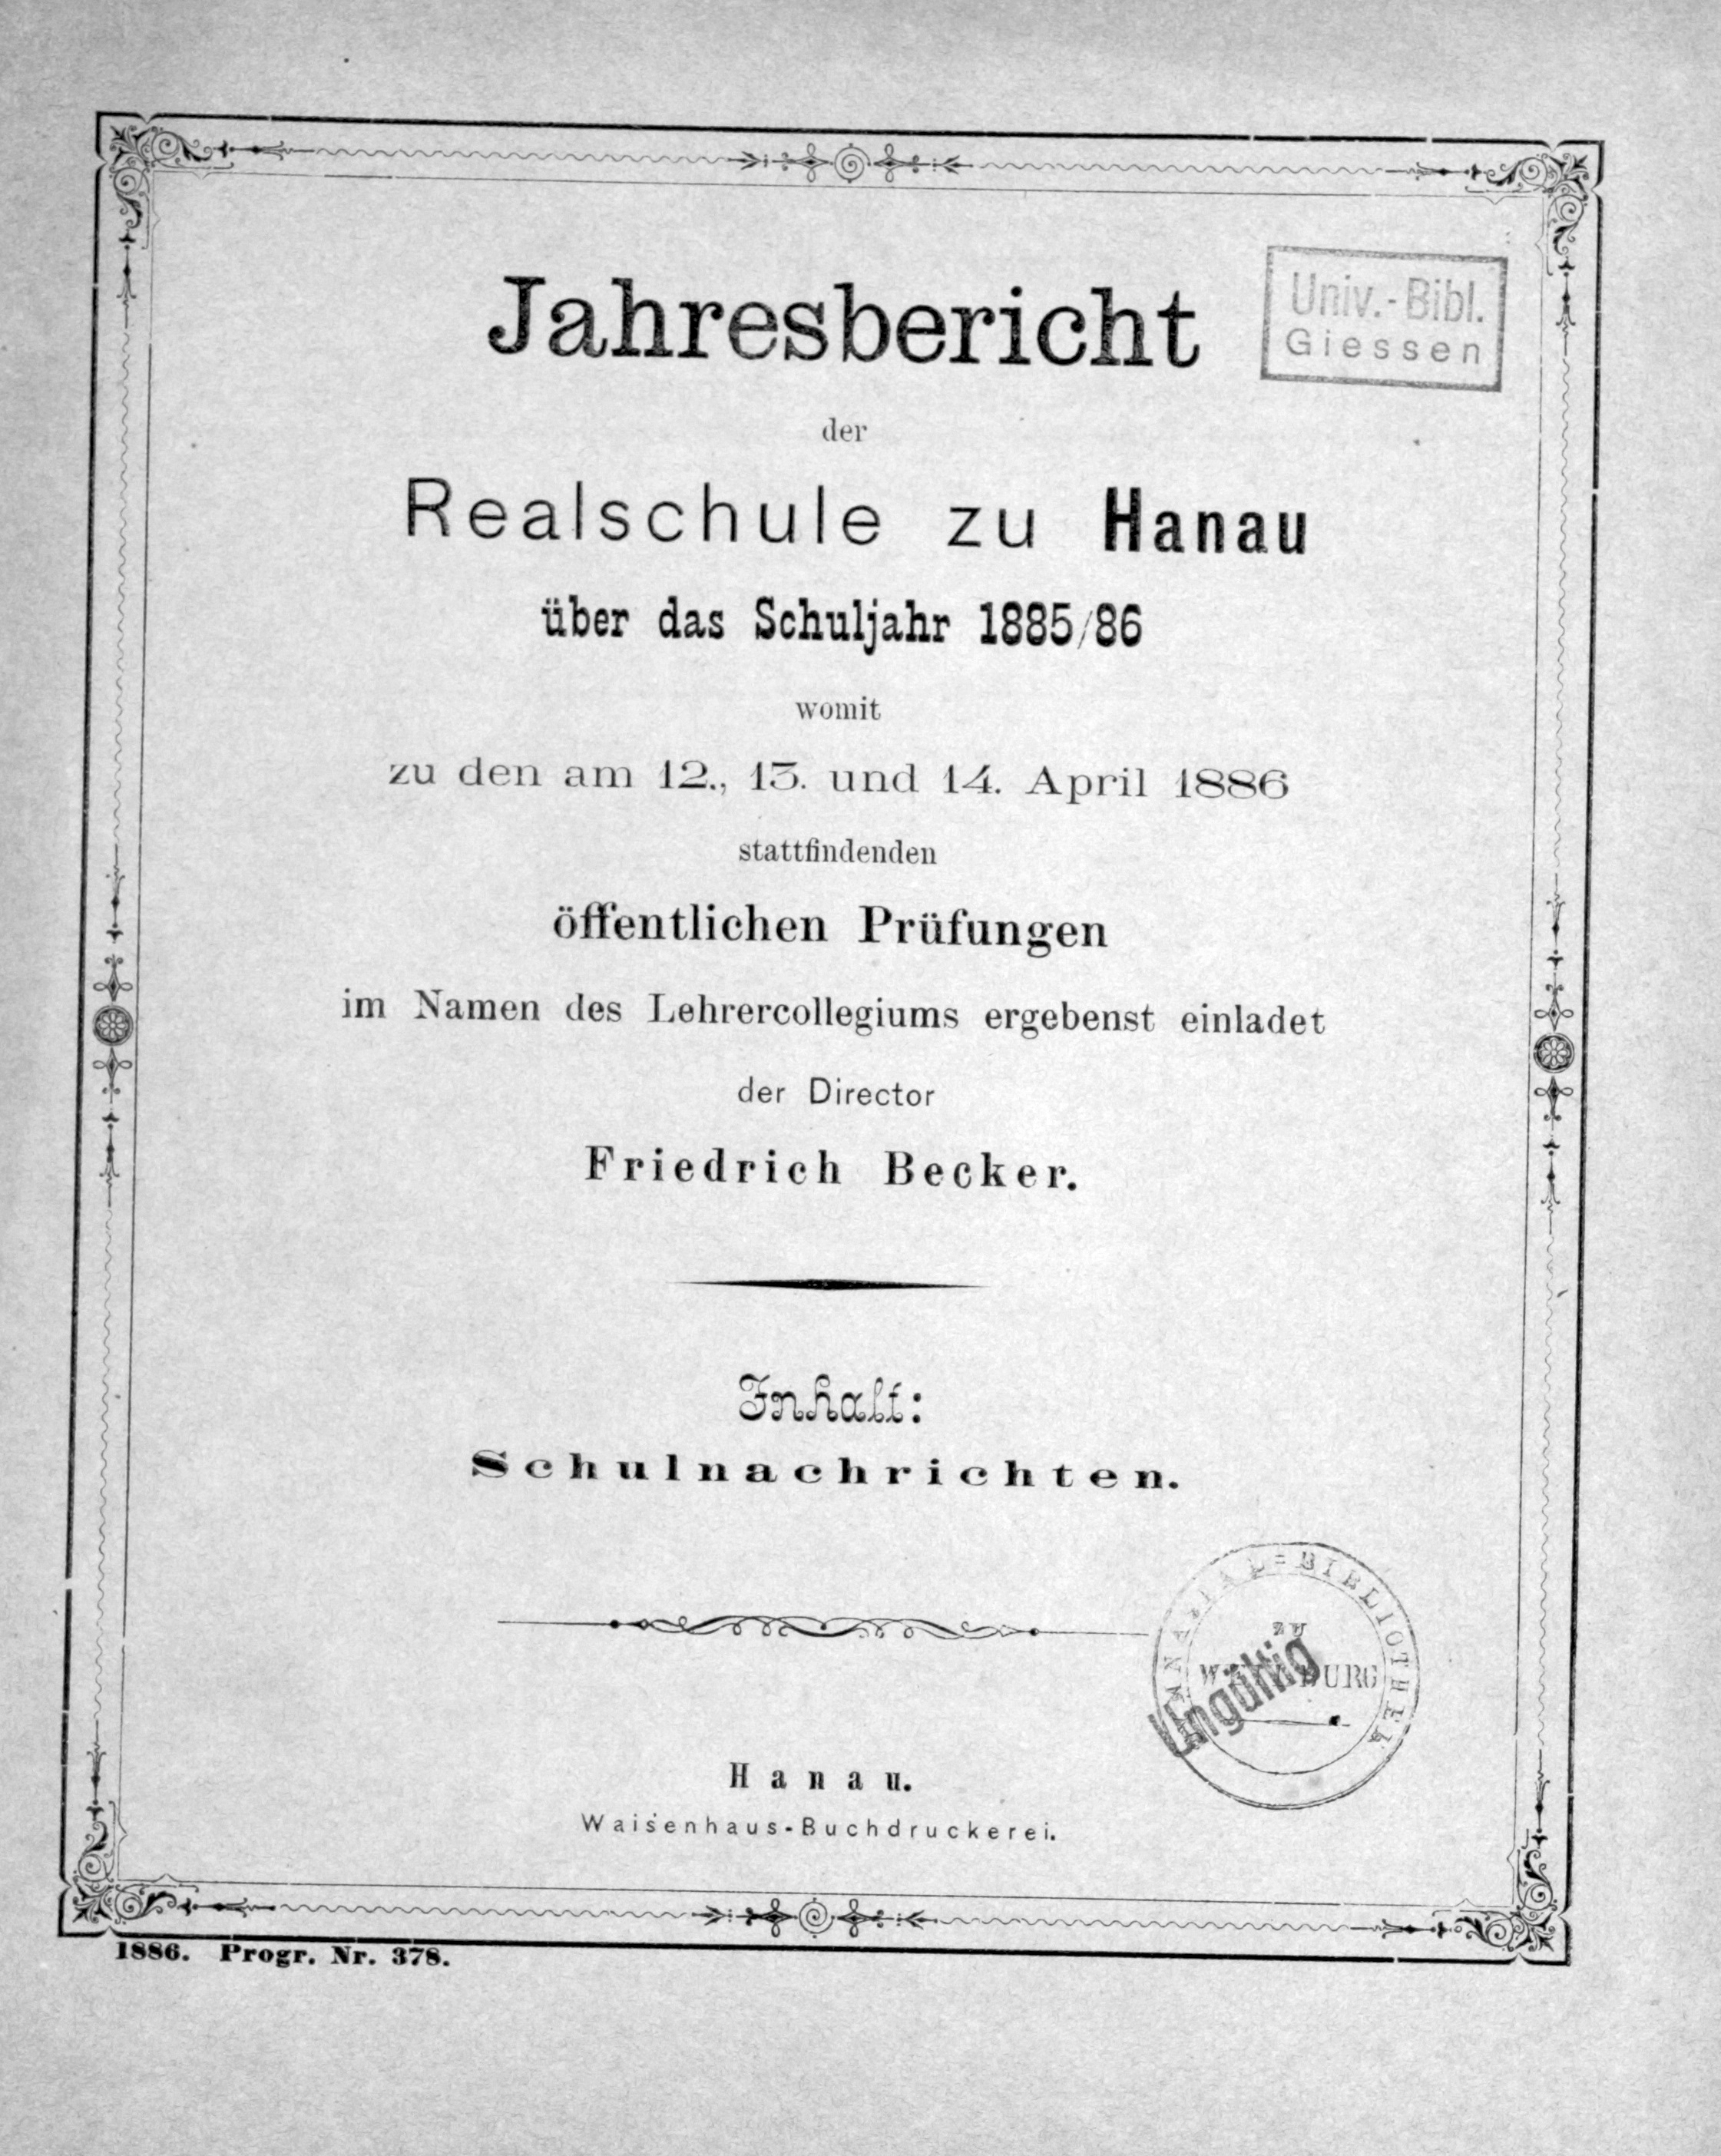 Jahresbericht
Univ.-Bibl.
Giessen
der
Realschule zu Hanau
über das Schuljahr 1885/86
womit
zu den am 12., 13. und 14. April 1886
stattfindenden
öffentlichen Prüfungen
im Namen des Lehrercollegiums ergebenst einladet
der Director
Friedrich Becker.
Inhalt:
Schulnachrichten.
ZU
Ungültig
Hanau.
Waisenhaus-Buchdruckerei.
1886. Progr. Nr. 378.